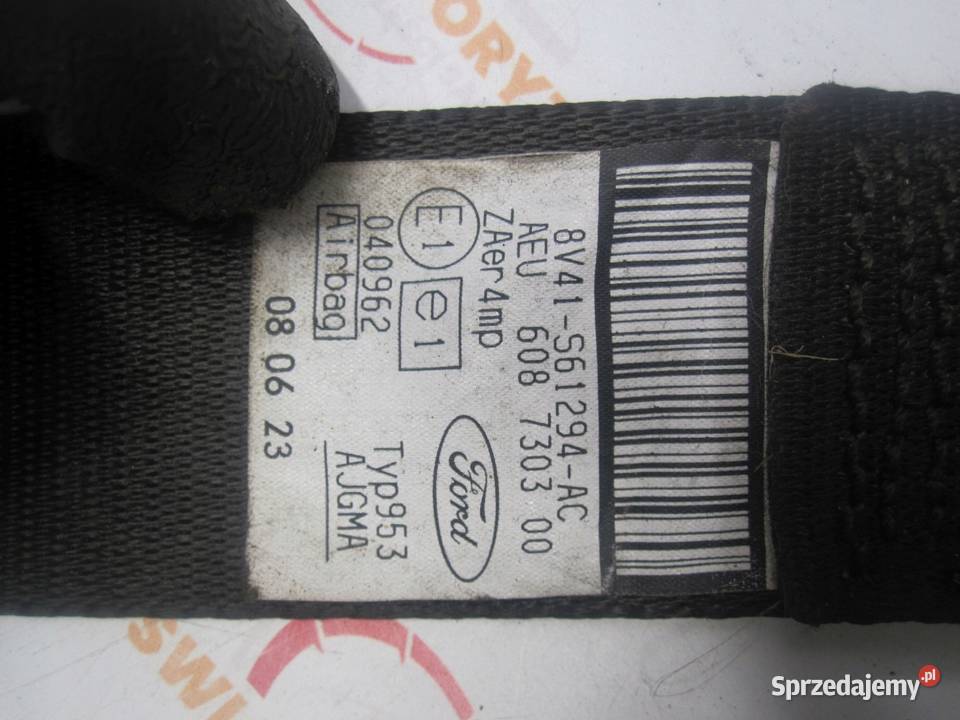 8V41-S61294-AC
AEU 608 7303 00
ZAer4mp
E1 e1 Ford
040962 Typ953
Airbag AJGMA
08 06 23
SWI
Sprzedajemy.pl